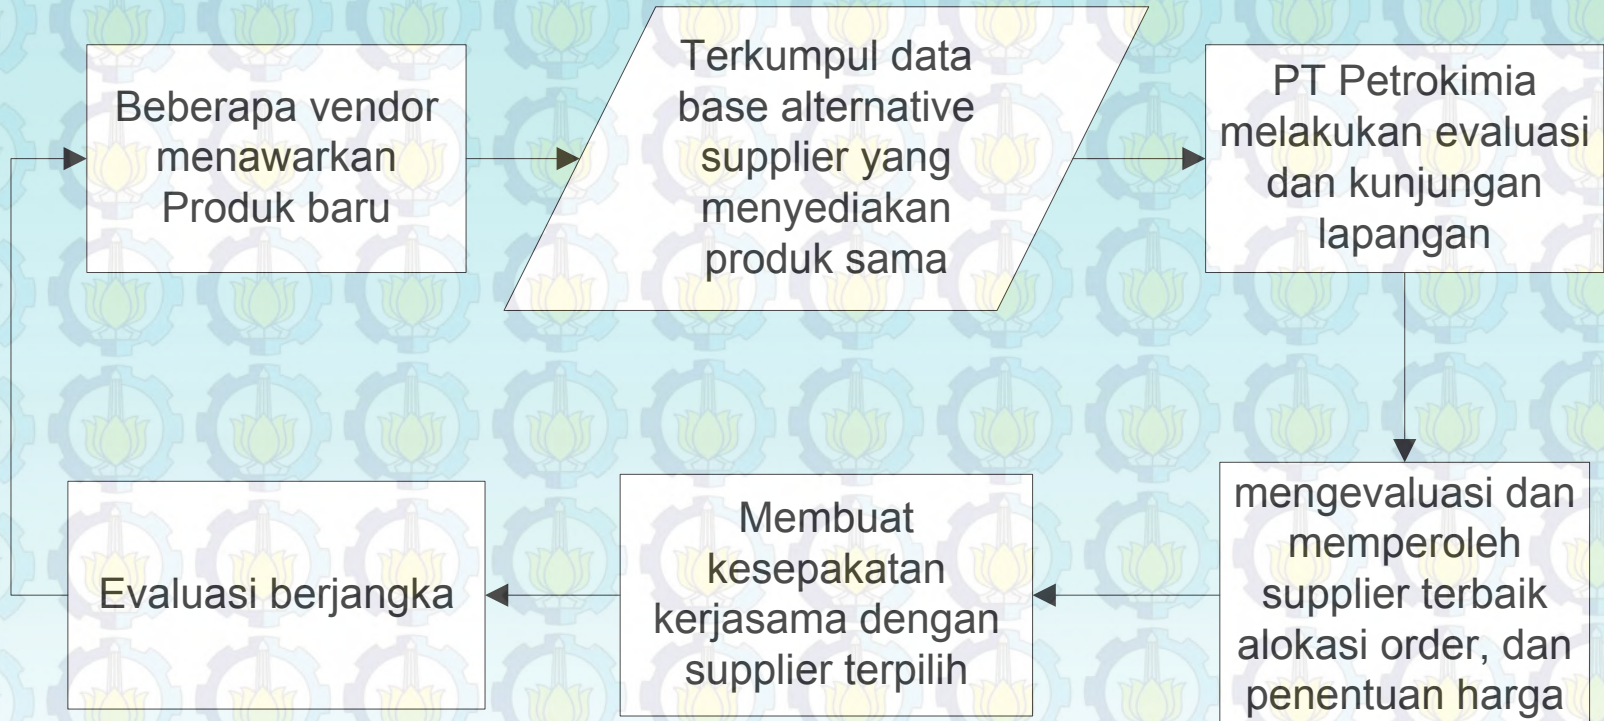 Beberapa vendor
menawarkan
Produk baru
Terkumpul data
base alternative
supplier yang
menyediakan
produk sama
PT Petrokimia
melakukan evaluasi
dan kunjungan
lapangan
mengevaluasi dan
memperoleh
supplier terbaik
alokasi order, dan
penentuan harga
Membuat
kesepakatan
kerjasama dengan
supplier terpilih
Evaluasi berjangka